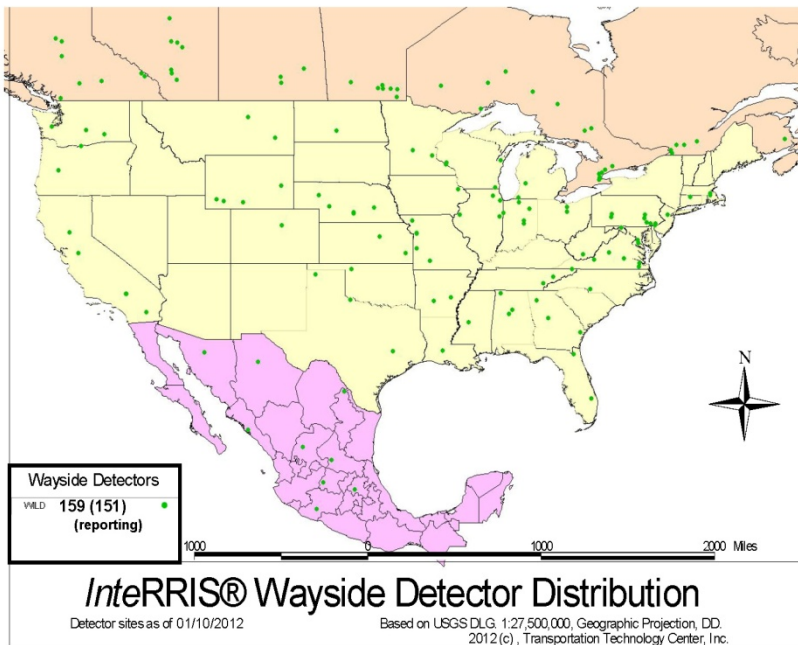 N
Wayside Detectors
WILD 159 (151)
(reporting)
1000 0 1000 2000 Miles
InteRRIS® Wayside Detector Distribution
Detector sites as of 01/10/2012
Based on USGS DLG. 1:27,500,000, Geographic Projection, DD.
2012 (c) , Transportation Technology Center, Inc.